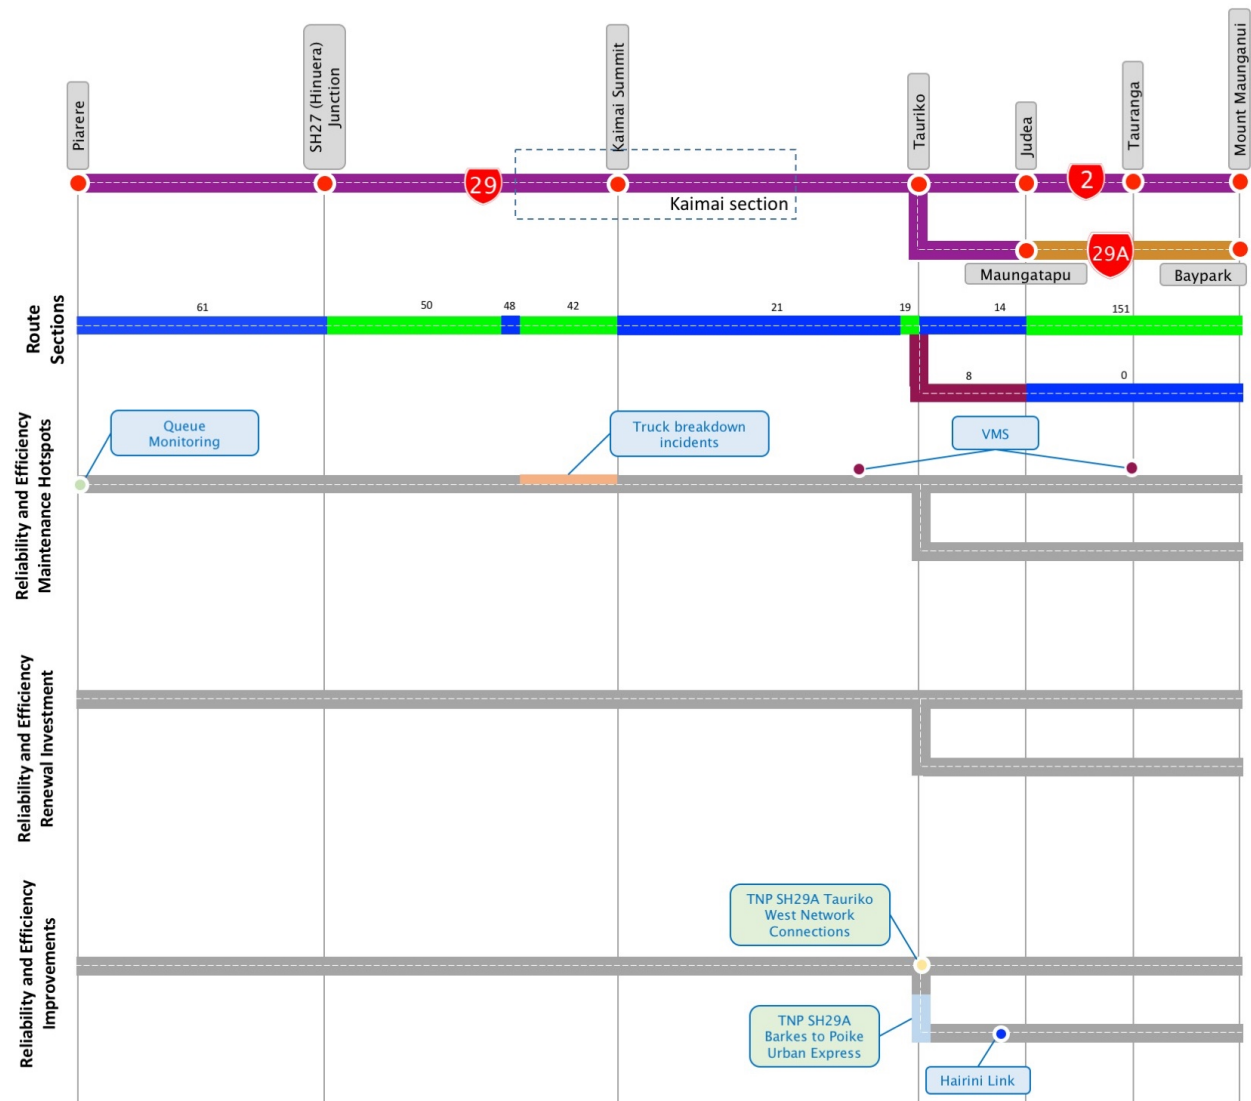 Piarere
SH27 (Hinuera)
Junction
Kaimai Summit
Tauriko
Judea
Tauranga
Mount Maunganui
29
2
Kaimai section
29A
Maungatapu
Baypark
Route
Sections
61
50
48
42
21
19
14
151
8
0
Reliability and Efficiency
Maintenance Hotspots
Queue
Monitoring
Truck breakdown
incidents
VMS
Reliability and Efficiency
Renewal Investment
Reliability and Efficiency
Improvements
TNP SH29A Tauriko
West Network
Connections
TNP SH29A
Barkes to Poike
Urban Express
Hairini Link